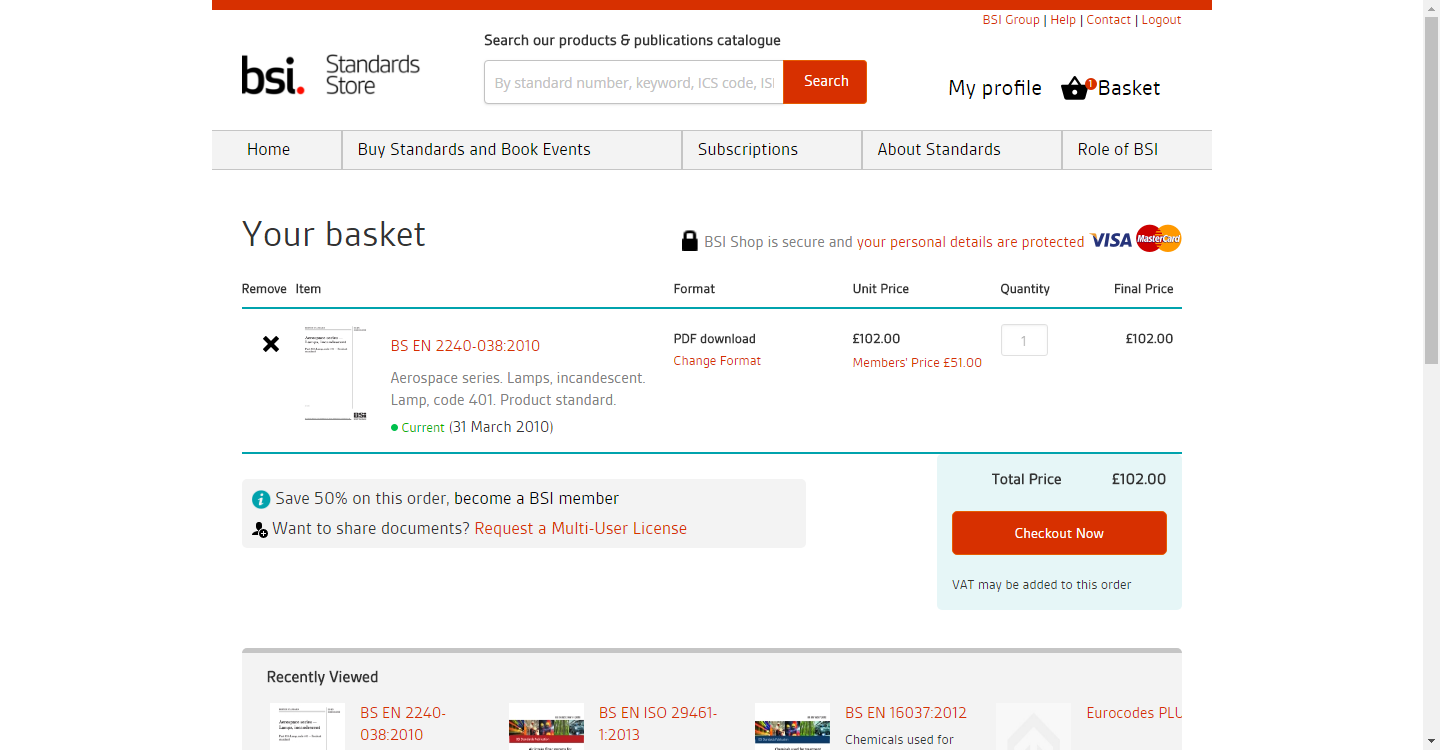 BSI Group | Help | Contact | Logout
Search our products & publications catalogue
bsi. Standards Store
By standard number, keyword, ICS code, ISI
Search
My profile
1
Basket
Home
Buy Standards and Book Events
Subscriptions
About Standards
Role of BSI
Your basket
BSI Shop is secure and your personal details are protected
VISA MasterCard
Remove Item Format Unit Price Quantity Final Price
BS EN 2240-038:2010
Aerospace series. Lamps, incandescent.
Lamp, code 401. Product standard.
Current (31 March 2010)
PDF download
Change Format
£102.00
Members' Price £51.00
1
£102.00
Save 50% on this order, become a BSI member
Want to share documents? Request a Multi-User License
Total Price £102.00
Checkout Now
VAT may be added to this order
Recently Viewed
BS EN 2240-
038:2010
BS EN ISO 29461-
1:2013
BS EN 16037:2012
Chemicals used for
Eurocodes PLU